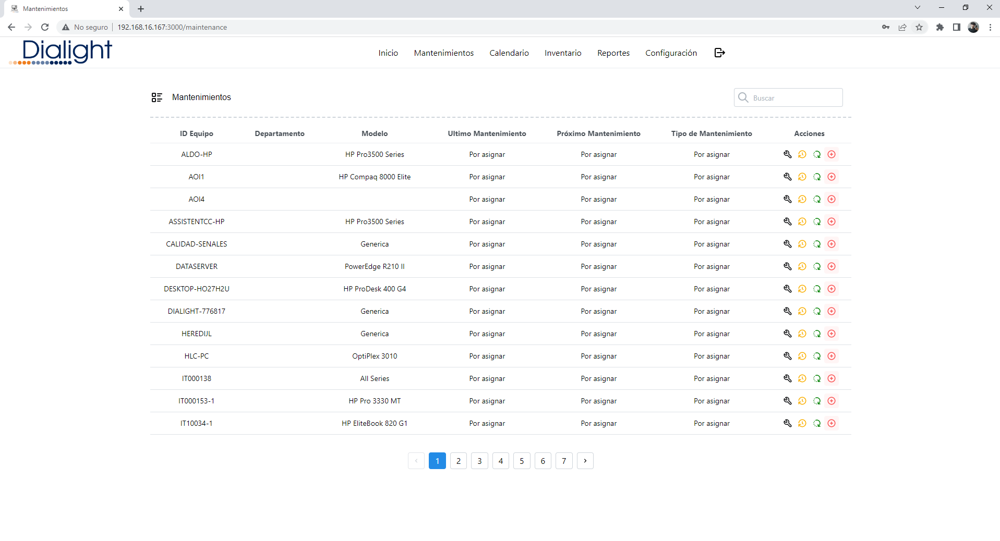 Mantenimientos
No seguro
192.168.16.167:3000/maintenance
Dialight
Inicio Mantenimientos Calendario Inventario Reportes Configuración
Mantenimientos
Buscar
ID Equipo Departamento Modelo Ultimo Mantenimiento Próximo Mantenimiento Tipo de Mantenimiento Acciones
ALDO-HP HP Pro3500 Series Por asignar Por asignar Por asignar
AOI1 HP Compaq 8000 Elite Por asignar Por asignar Por asignar
AOI4 Por asignar Por asignar Por asignar
ASSISTENTCC-HP HP Pro3500 Series Por asignar Por asignar Por asignar
CALIDAD-SENALES Generica Por asignar Por asignar Por asignar
DATASERVER PowerEdge R210 II Por asignar Por asignar Por asignar
DESKTOP-HO27H2U HP ProDesk 400 G4 Por asignar Por asignar Por asignar
DIALIGHT-776817 Generica Por asignar Por asignar Por asignar
HEREDIJL Generica Por asignar Por asignar Por asignar
HLC-PC OptiPlex 3010 Por asignar Por asignar Por asignar
IT000138 All Series Por asignar Por asignar Por asignar
IT000153-1 HP Pro 3330 MT Por asignar Por asignar Por asignar
IT10034-1 HP EliteBook 820 G1 Por asignar Por asignar Por asignar
1 2 3 4 5 6 7